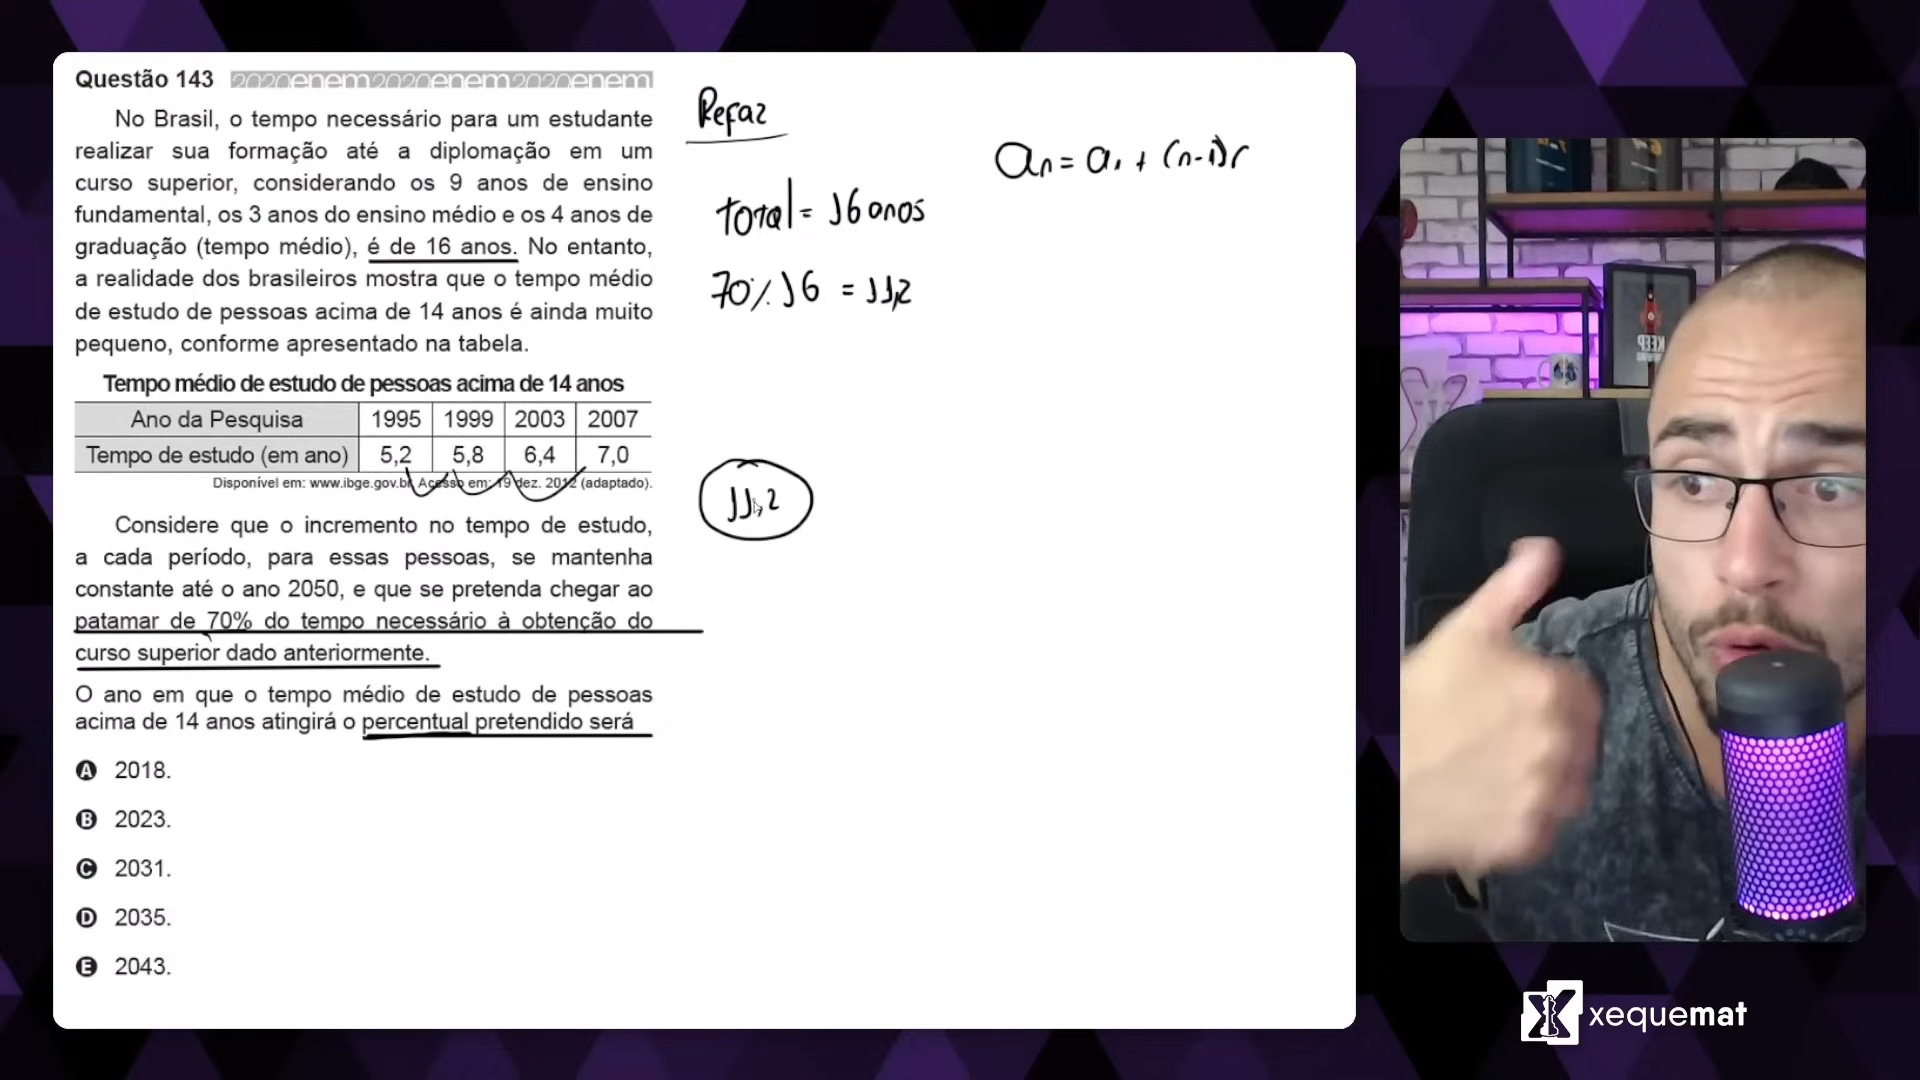 Questão 143 2020enem2020enem2020enem
No Brasil, o tempo necessário para um estudante
realizar sua formação até a diplomação em um
curso superior, considerando os 9 anos de ensino
fundamental, os 3 anos do ensino médio e os 4 anos de
graduação (tempo médio), é de 16 anos. No entanto,
a realidade dos brasileiros mostra que o tempo médio
de estudo de pessoas acima de 14 anos é ainda muito
pequeno, conforme apresentado na tabela.
Tempo médio de estudo de pessoas acima de 14 anos
Ano da Pesquisa 1995 1999 2003 2007
Tempo de estudo (em ano) 5,2 5,8 6,4 7,0
Disponível em: www.ibge.gov.br. Acesso em: 19 dez. 2012 (adaptado).
Considere que o incremento no tempo de estudo,
a cada período, para essas pessoas, se mantenha
constante até o ano 2050, e que se pretenda chegar ao
patamar de 70% do tempo necessário à obtenção do
curso superior dado anteriormente.
O ano em que o tempo médio de estudo de pessoas
acima de 14 anos atingirá o percentual pretendido será
A 2018.
B 2023.
C 2031.
D 2035.
E 2043.
Refaz
total = 16 anos
70% 16 = 11,2
11,2
an = a1 + (n-1)r
KEEP
xequemat